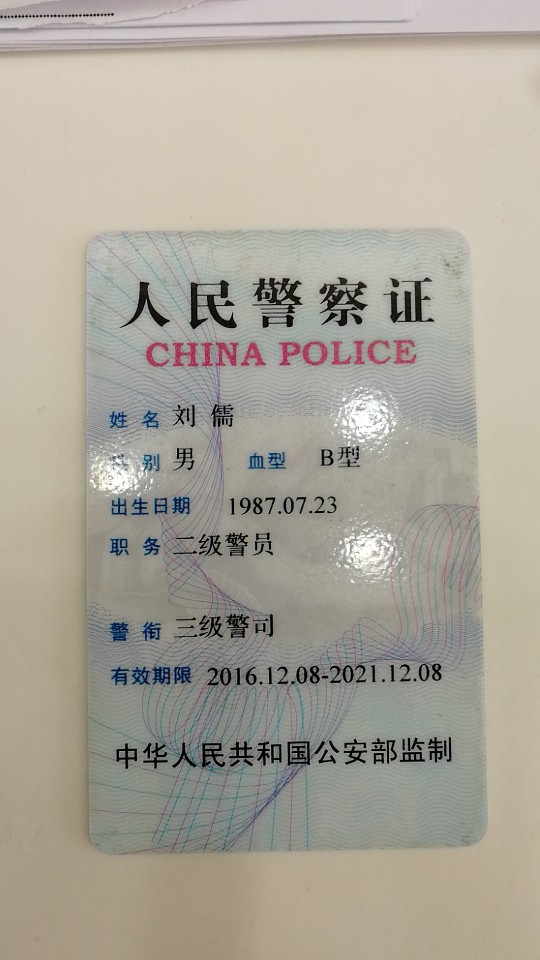 人民警察证
CHINA POLICE
姓名 刘儒
性别 男 血型 B型
出生日期 1987.07.23
职务 二级警员
警衔 三级警司
有效期限 2016.12.08-2021.12.08
中华人民共和国公安部监制